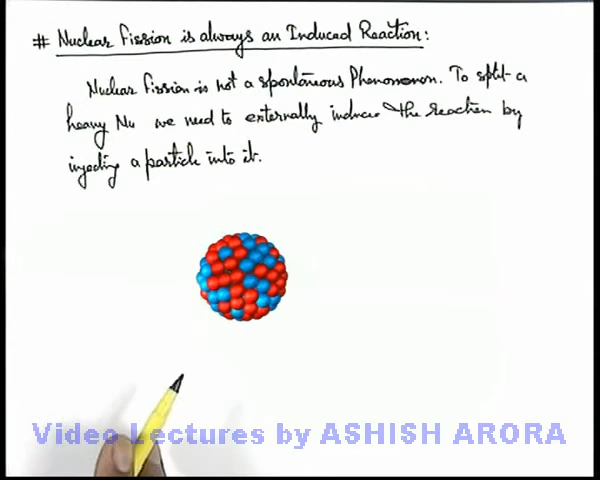 # Nuclear Fission is always an Induced Reaction:
Nuclear Fission is not a spontaneous Phenomenon. To split a
heavy Nu we need to externally induce the reaction by
injecting a particle into it.
Video Lectures by ASHISH ARORA